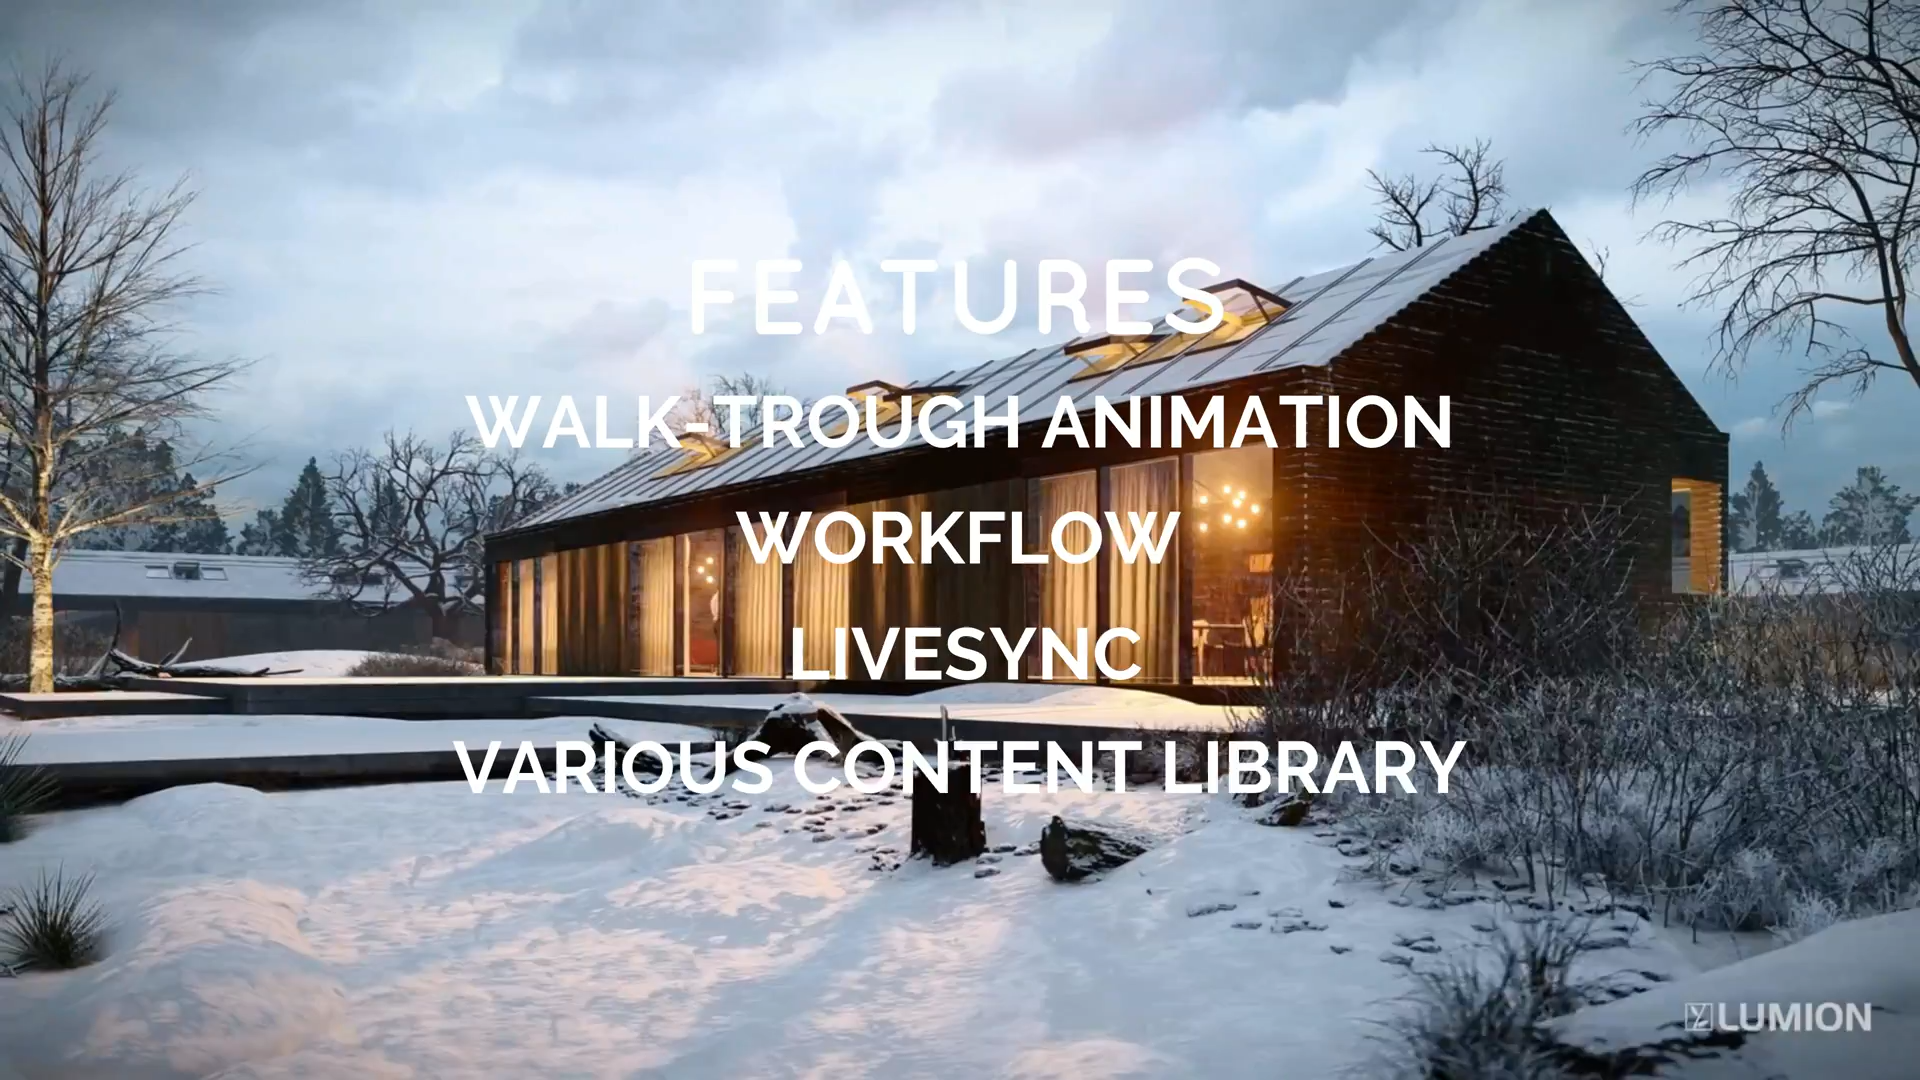 FEATURES
WALK-TROUGH ANIMATION
WORKFLOW
LIVESYNC
VARIOUS CONTENT LIBRARY
LUMION